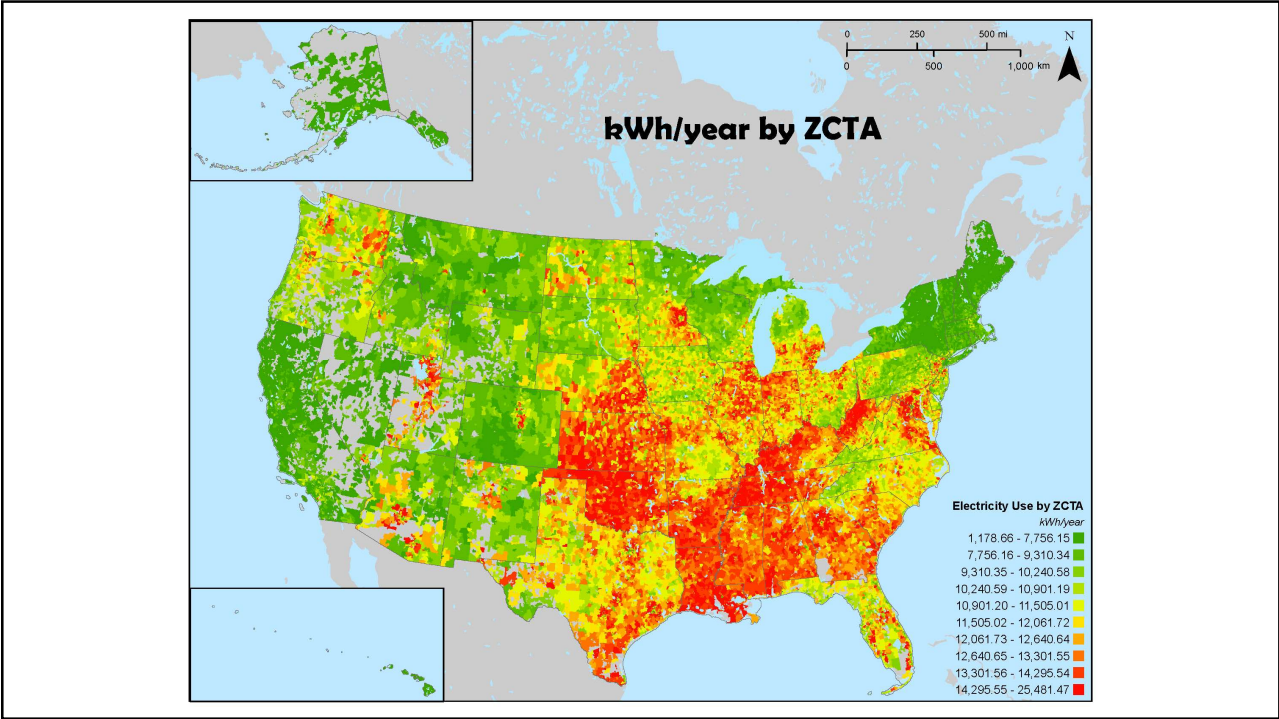 0 250 500 mi
N
0 500 1,000 km
kWh/year by ZCTA
Electricity Use by ZCTA
kWh/year
1,178.66 - 7,756.15
7,756.16 - 9,310.34
9,310.35 - 10,240.58
10,240.59 - 10,901.19
10,901.20 - 11,505.01
11,505.02 - 12,061.72
12,061.73 - 12,640.64
12,640.65 - 13,301.55
13,301.56 - 14,295.54
14,295.55 - 25,481.47